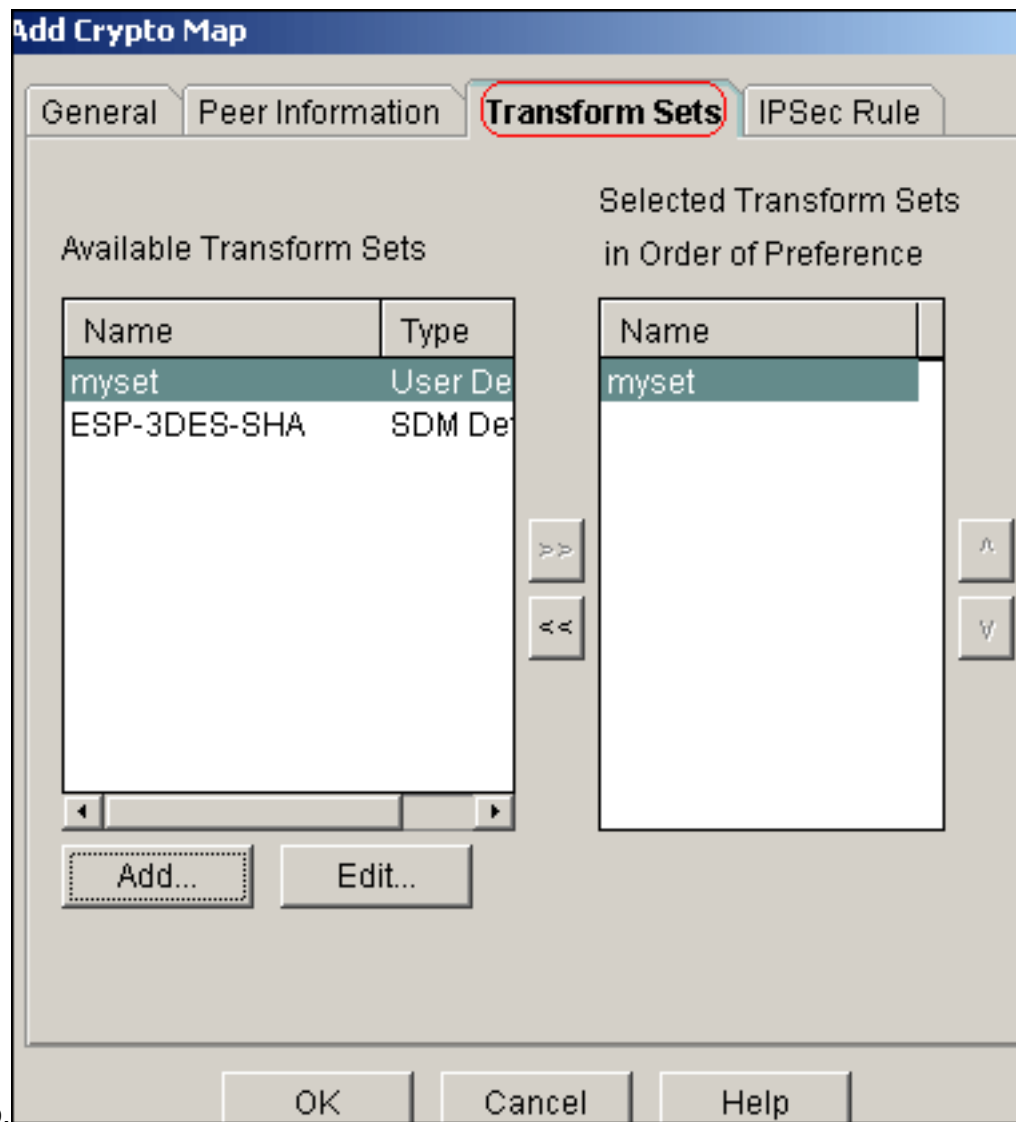 Add Crypto Map
General Peer Information Transform Sets IPSec Rule
Available Transform Sets
Selected Transform Sets
in Order of Preference
Name Type
myset User De
ESP-3DES-SHA SDM De
Name
myset
>>
<<
Add... Edit...
OK Cancel Help